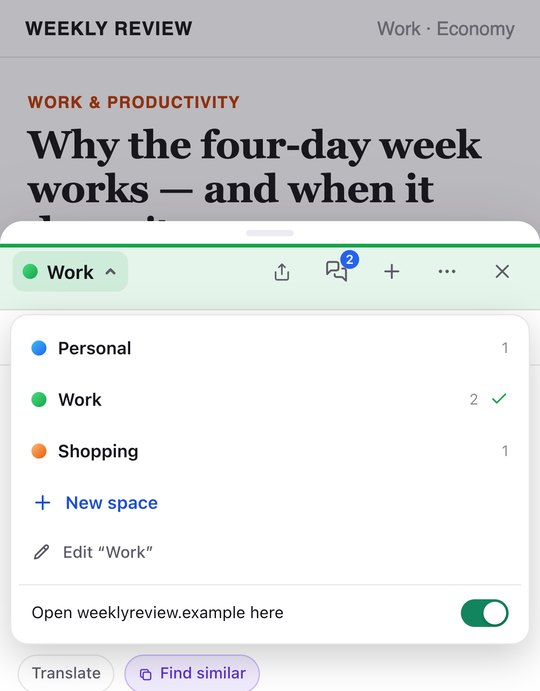 WEEKLY REVIEW
Work · Economy
WORK & PRODUCTIVITY
Why the four-day week
works — and when it
Work
2
Personal 1
Work 2
Shopping 1
New space
Edit “Work”
Open weeklyreview.example here
Translate
Find similar